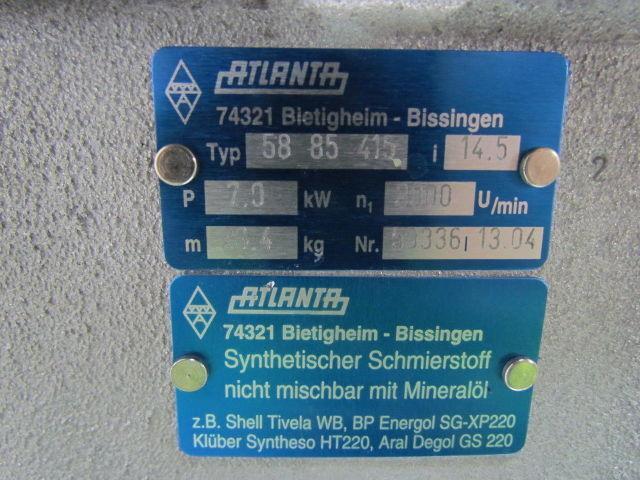 ATLANTA
74321 Bietigheim - Bissingen
Typ 58 85 415 i 14.5
P 7.0 kW n1 U/min
m kg Nr. 13.04
2
ATLANTA
74321 Bietigheim - Bissingen
Synthetischer Schmierstoff
nicht mischbar mit Mineralöl
z.B. Shell Tivela WB, BP Energol SG-XP220
Klüber Syntheso HT220, Aral Degol GS 220